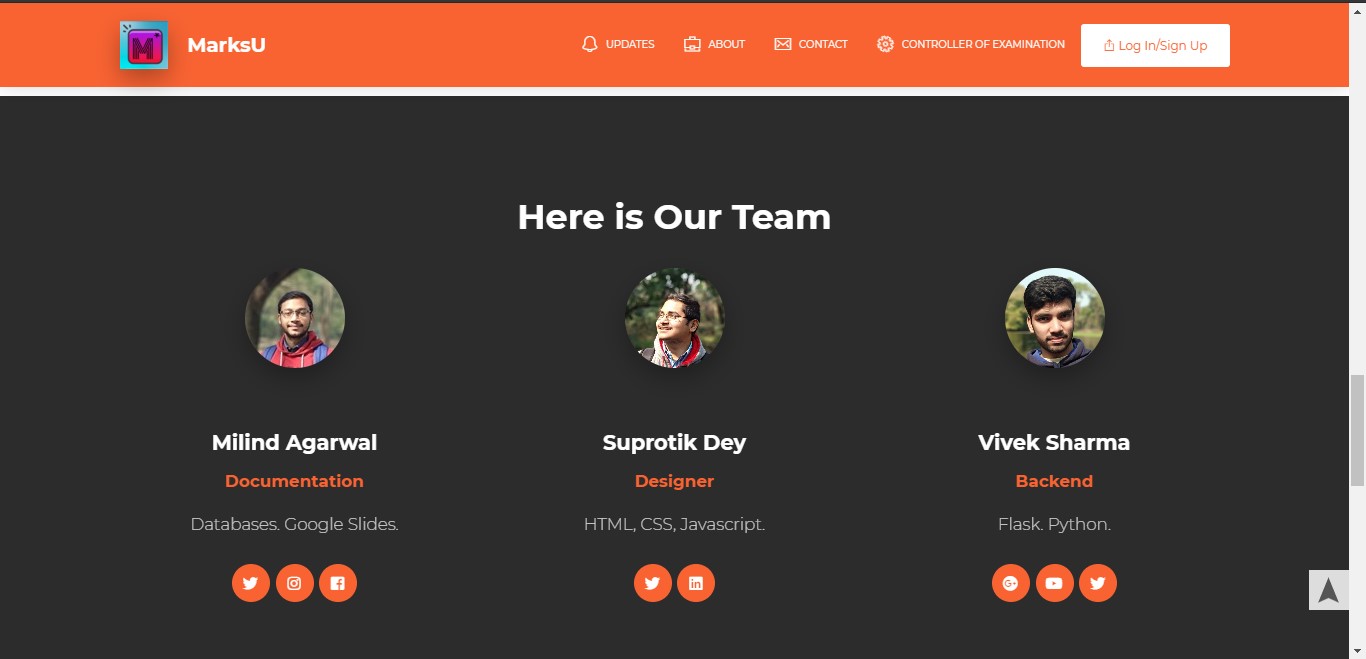 M
MarksU
UPDATES
ABOUT
CONTACT
CONTROLLER OF EXAMINATION
Log In/Sign Up
Here is Our Team
Milind Agarwal
Documentation
Databases. Google Slides.
Suprotik Dey
Designer
HTML, CSS, Javascript.
Vivek Sharma
Backend
Flask. Python.